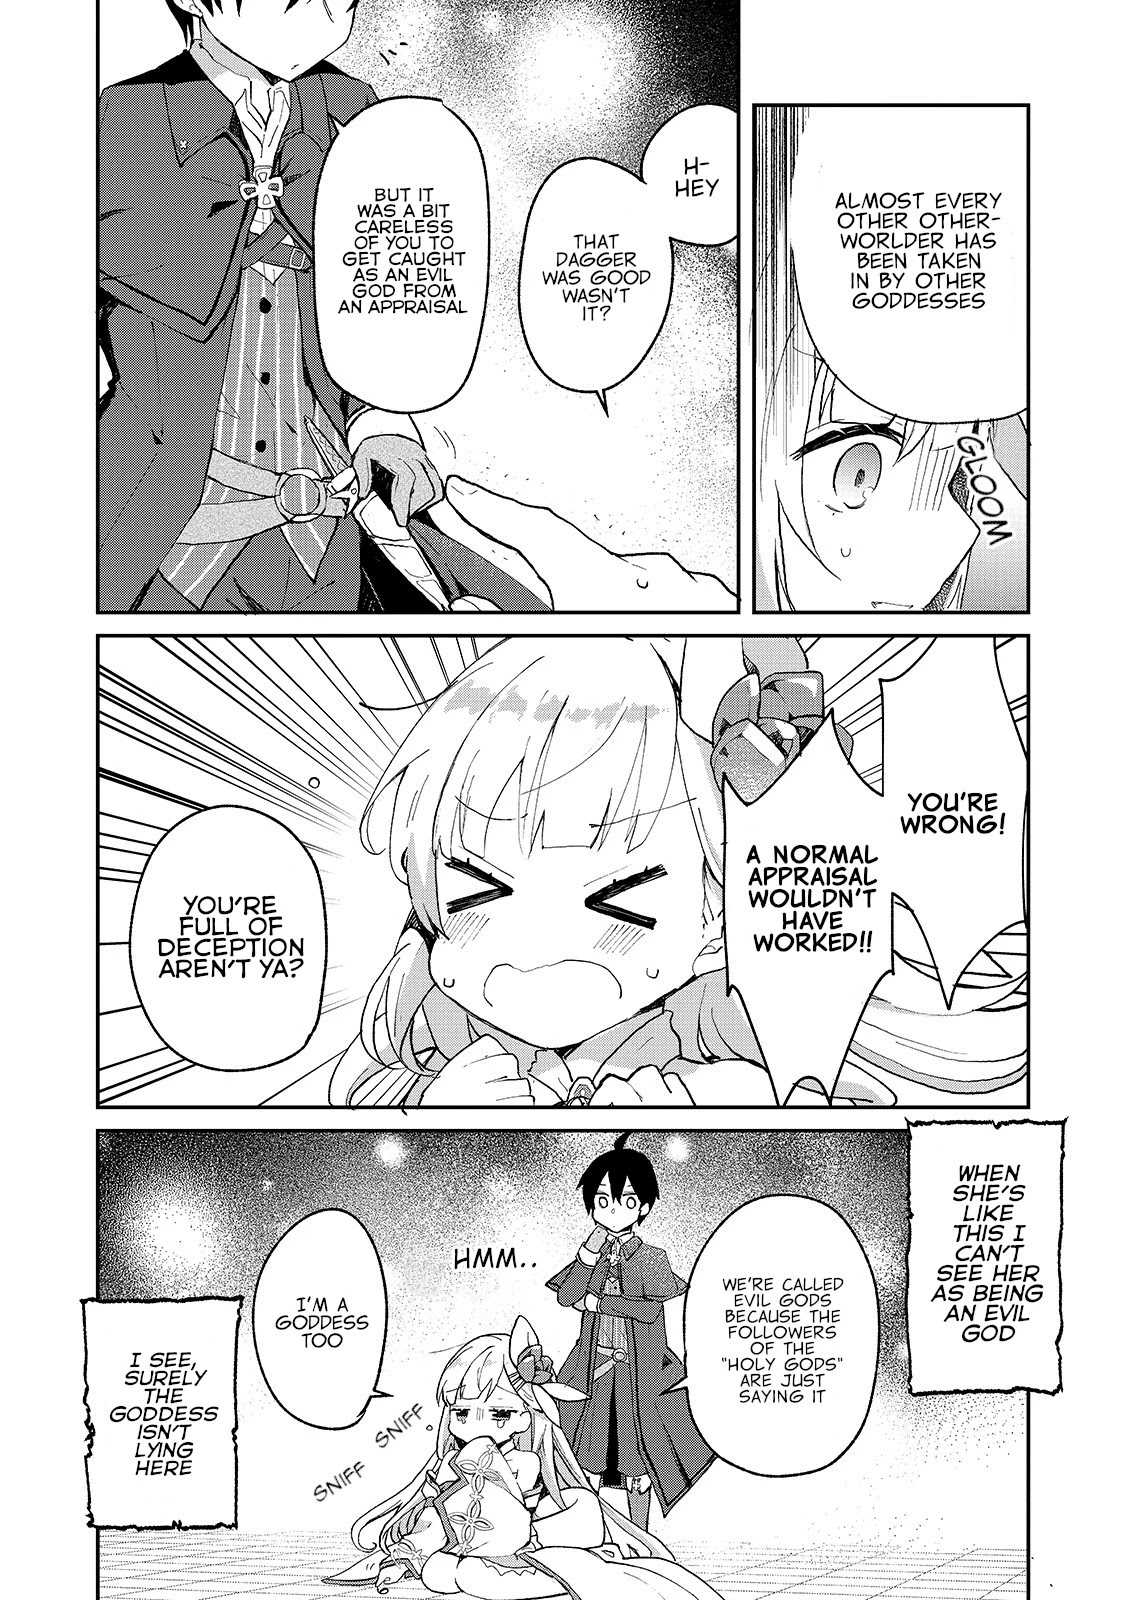 ALMOST EVERY
OTHER OTHER-
WORLDER HAS
BEEN TAKEN
IN BY OTHER
GODDESSES
GLOOM
H-
HEY
THAT
DAGGER
WAS GOOD
WASN'T
IT?
BUT IT
WAS A BIT
CARELESS
OF YOU TO
GET CAUGHT
AS AN EVIL
GOD FROM
AN APPRAISAL
YOU'RE
WRONG!
A NORMAL
APPRAISAL
WOULDN'T
HAVE
WORKED!!
YOU'RE
FULL OF
DECEPTION
AREN'T YA?
WHEN
SHE'S
LIKE
THIS I
CAN'T
SEE HER
AS BEING
AN EVIL
GOD
WE'RE CALLED
EVIL GODS
BECAUSE THE
FOLLOWERS
OF THE
"HOLY GODS"
ARE JUST
SAYING IT
HMM..
I'M A
GODDESS
TOO
SNIFF
SNIFF
I SEE,
SURELY
THE
GODDESS
ISN'T
LYING
HERE